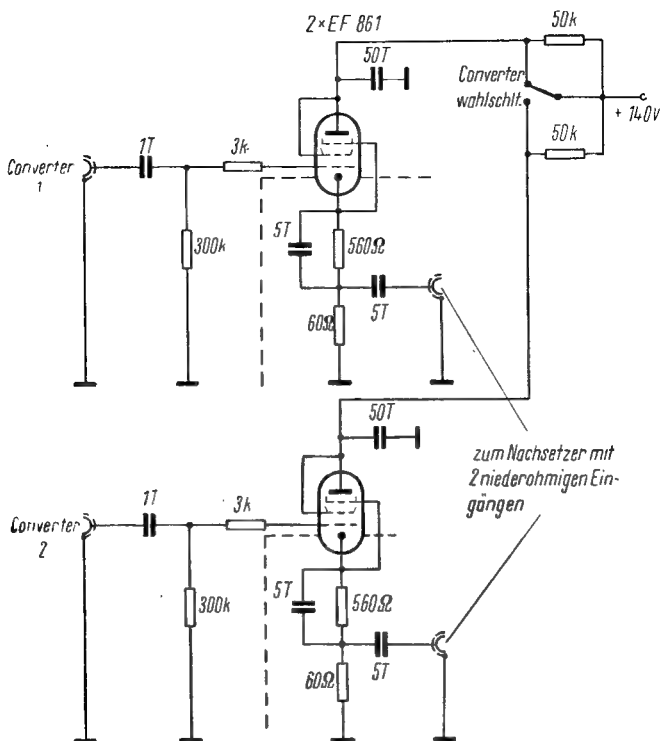 2×EF 861
50T
50k
Converter
wahlschlt.
+ 140V
50k
Converter
1
1T
3k
300k
5T
560Ω
60Ω
5T
50T
zum Nachsetzer mit
2 niederohmigen Ein-
gängen
Converter
2
1T
3k
300k
5T
560Ω
60Ω
5T